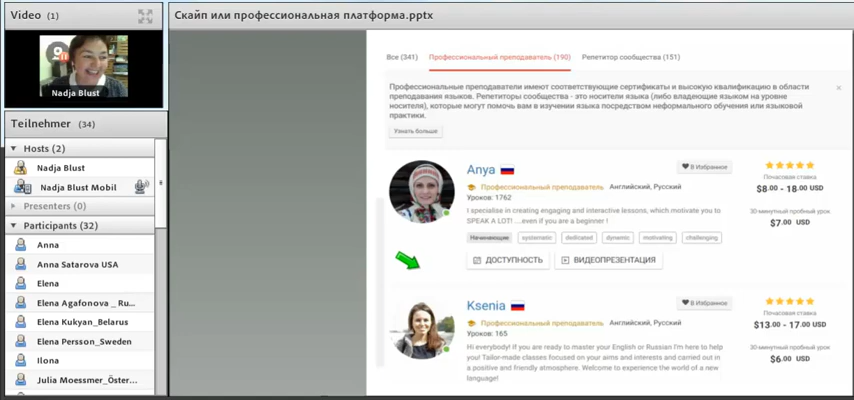 Video (1)
Скайп или профессиональная платформа.pptx
Nadja Blust
Teilnehmer (34)
Hosts (2)
Nadja Blust
Nadja Blust Mobil
Presenters (0)
Participants (32)
Anna
Anna Satarova USA
Elena
Elena Agafonova _ Ru...
Elena Kukyan_Belarus
Elena Persson_Sweden
Ilona
Julia Moessmer_Öster...
Все (341) Профессиональный преподаватель (190) Репетитор сообщества (151)
Профессиональные преподаватели имеют соответствующие сертификаты и высокую квалификацию в области
преподавания языков. Репетиторы сообщества - это носители языка (либо владеющие языком на уровне
носителя), которые могут помочь вам в изучении языка посредством неформального обучения или языковой
практики.
Узнать больше
Anya
В Избранное
Профессиональный преподаватель Английский, Русский
Уроков: 1762
I specialise in creating engaging and interactive lessons, which motivate you to
SPEAK A LOT! ....even if you are a beginner !
Начинающие systematic dedicated dynamic motivating challenging
ДОСТУПНОСТЬ ВИДЕОПРЕЗЕНТАЦИЯ
Почасовая ставка
$8.00 - 18.00 USD
30-минутный пробный урок
$7.00 USD
Ksenia
В Избранное
Профессиональный преподаватель Английский, Русский
Уроков: 165
Hi everybody! If you are ready to master your English or Russian I'm here to help
you! Tailor-made classes focused on your aims and interests and carried out in
a positive and friendly atmosphere. Welcome to experience the world of a new
language!
Почасовая ставка
$13.00 - 17.00 USD
30-минутный пробный урок
$6.00 USD